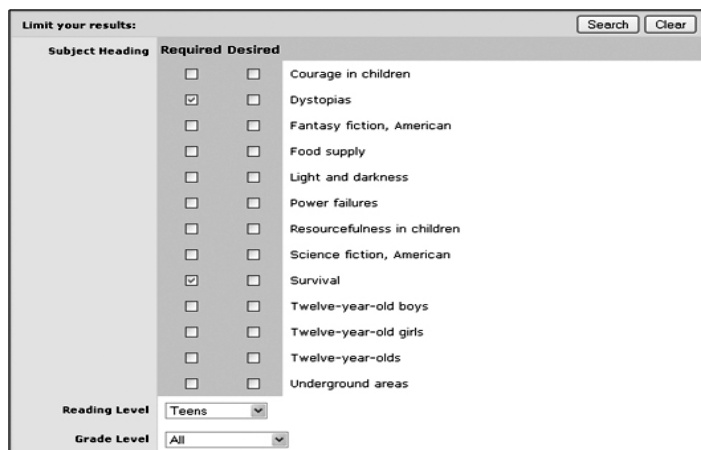 Limit your results: Search Clear
Subject Heading Required Desired
Courage in children
Dystopias
Fantasy fiction, American
Food supply
Light and darkness
Power failures
Resourcefulness in children
Science fiction, American
Survival
Twelve-year-old boys
Twelve-year-old girls
Twelve-year-olds
Underground areas
Reading Level Teens
Grade Level All